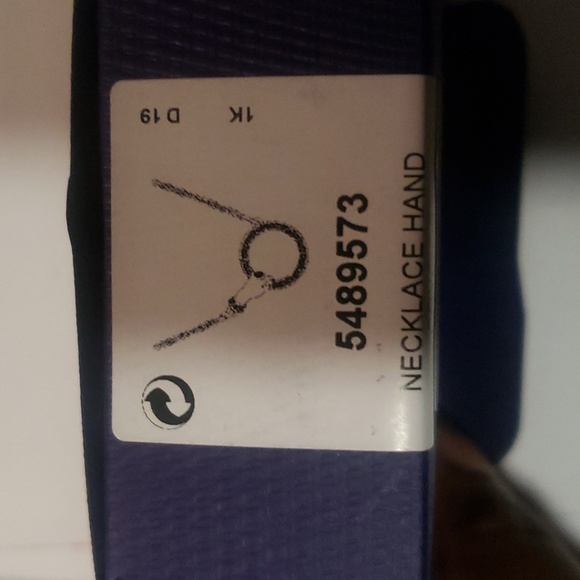 5489573
NECKLACE HAND
1K
D 19